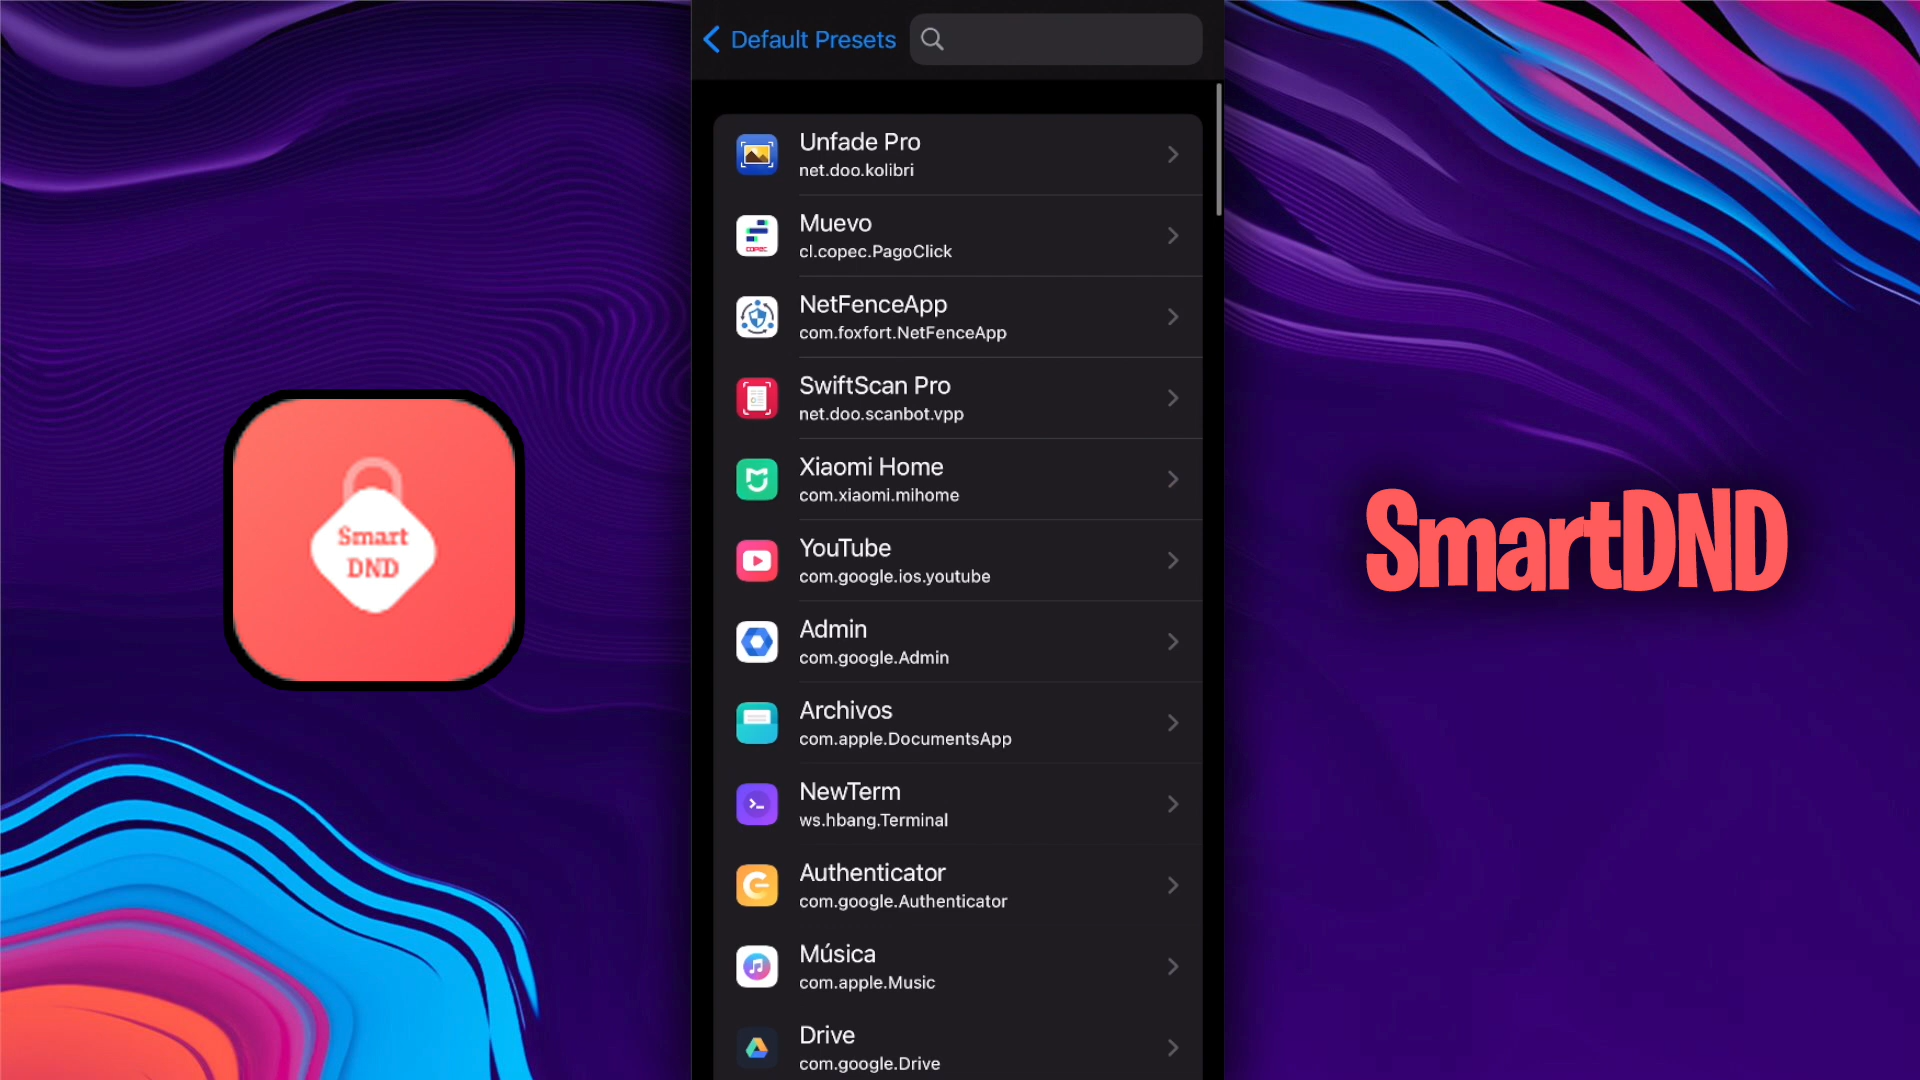 Default Presets
Unfade Pro
net.doo.kolibri
Muevo
cl.copec.PagoClick
COPEC
NetFenceApp
com.foxfort.NetFenceApp
SwiftScan Pro
net.doo.scanbot.vpp
Xiaomi Home
com.xiaomi.mihome
YouTube
com.google.ios.youtube
Admin
com.google.Admin
Archivos
com.apple.DocumentsApp
NewTerm
ws.hbang.Terminal
Authenticator
com.google.Authenticator
Música
com.apple.Music
Drive
com.google.Drive
Smart
DND
SmartDND